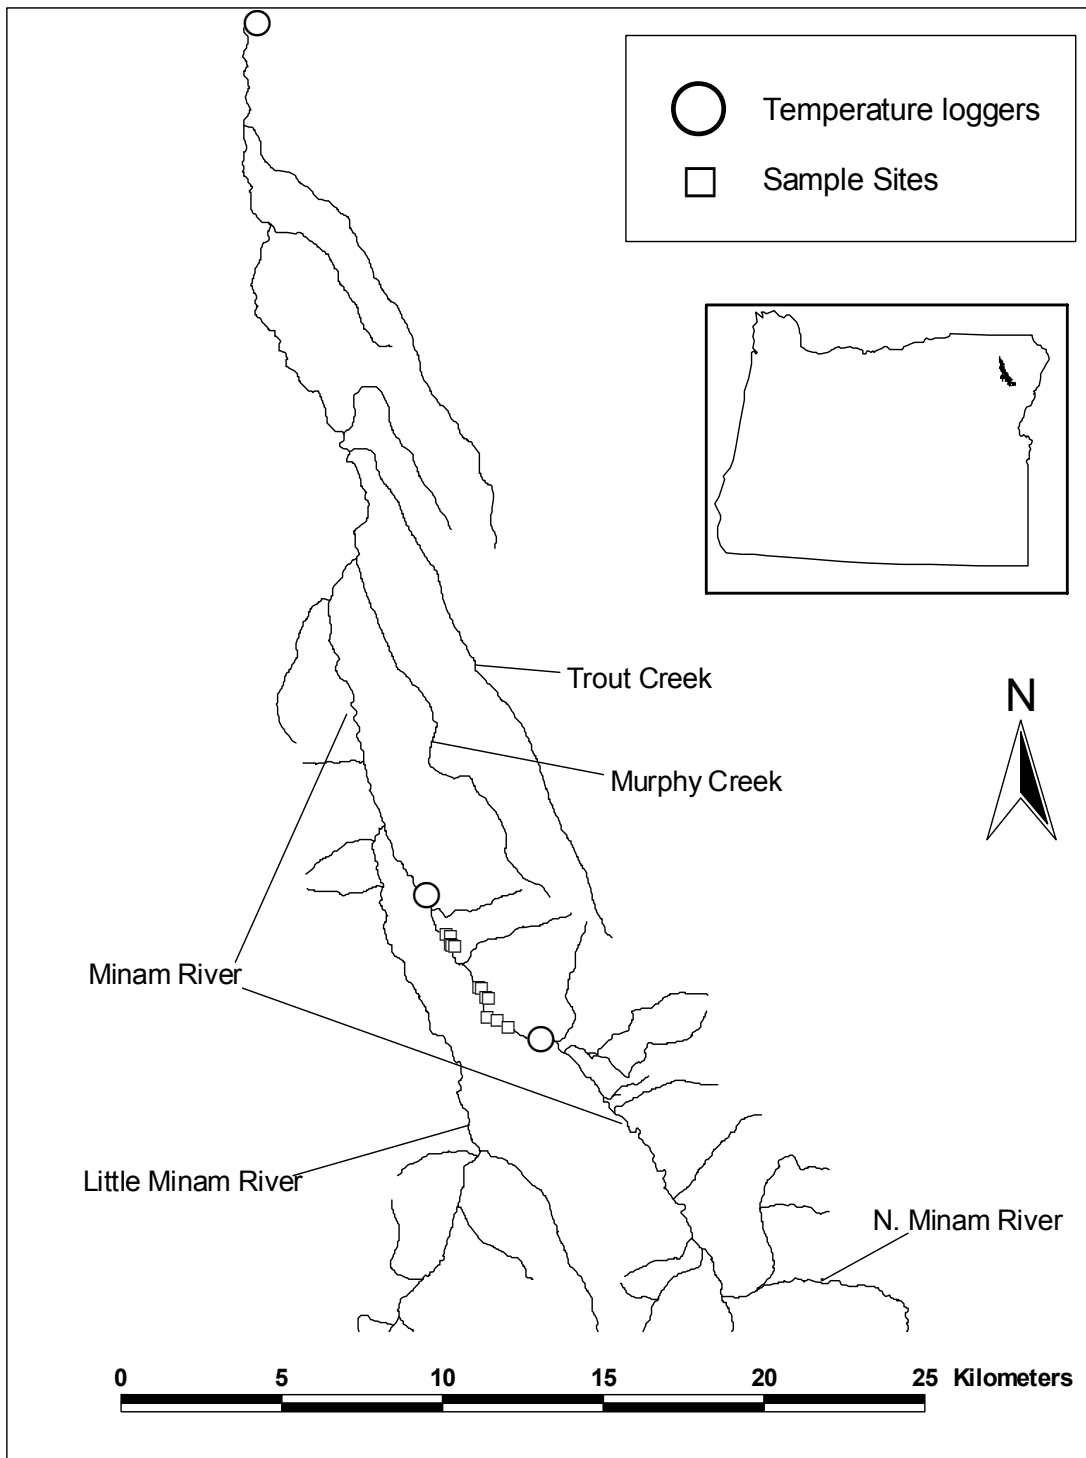 Temperature loggers
Sample Sites
Trout Creek
N
Murphy Creek
Minam River
Little Minam River
N. Minam River
0 5 10 15 20 25 Kilometers